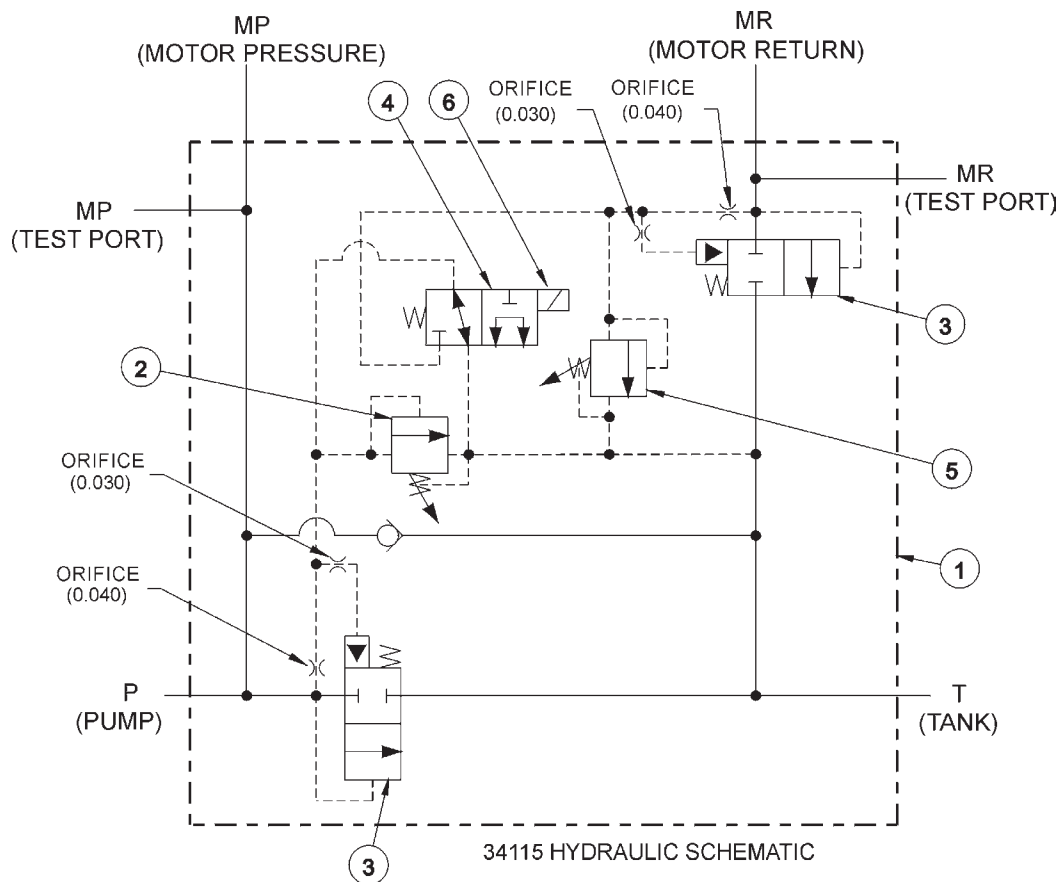 MP
(MOTOR PRESSURE)
MR
(MOTOR RETURN)
4
6
ORIFICE
(0.030)
ORIFICE
(0.040)
MP
(TEST PORT)
MR
(TEST PORT)
3
2
5
ORIFICE
(0.030)
ORIFICE
(0.040)
1
P
(PUMP)
T
(TANK)
3
34115 HYDRAULIC SCHEMATIC